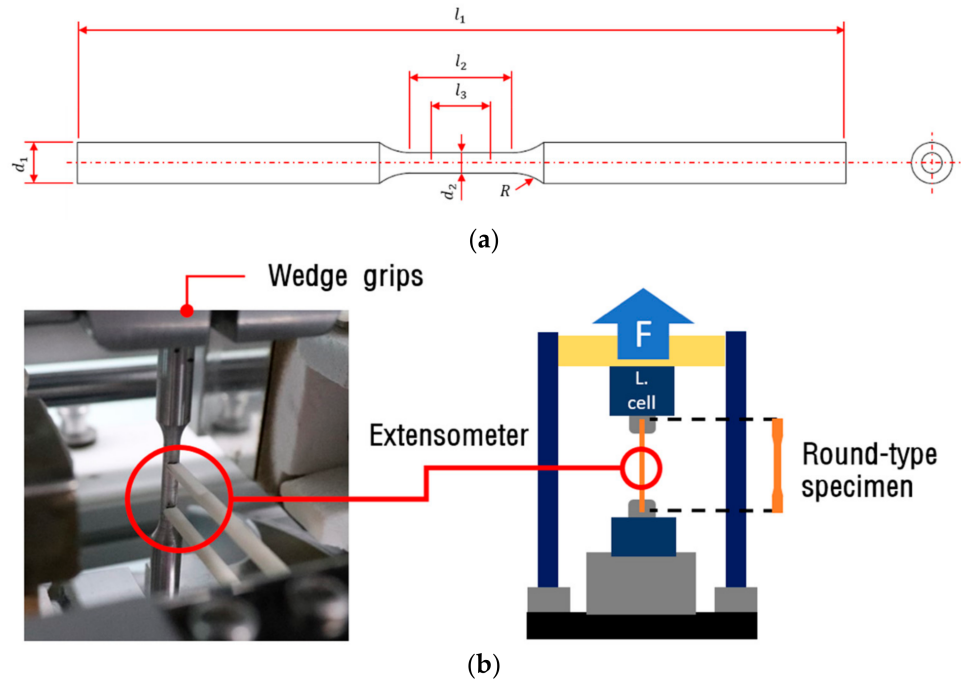 l₁
l₂
l₃
d₁
d₂
R
(a)
Wedge grips
F
L.
cell
Extensometer
Round-type
specimen
(b)